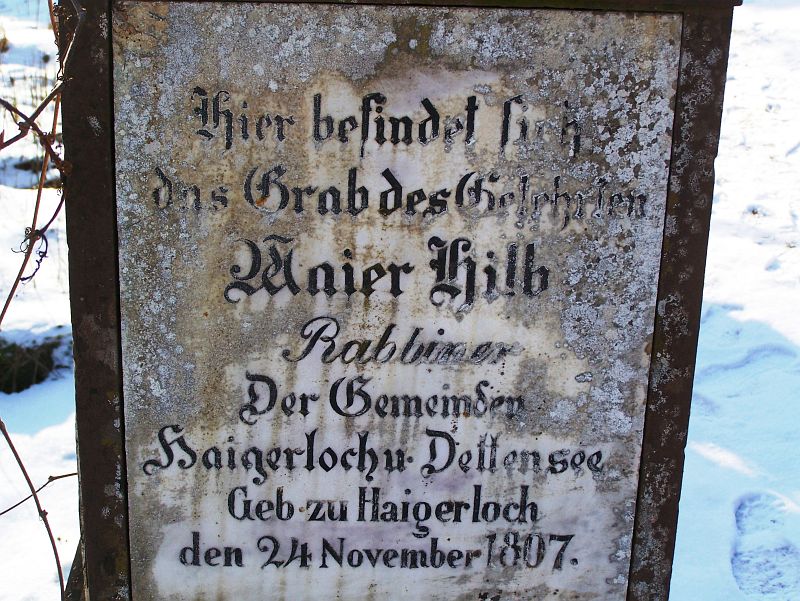 Hier befindet sich
das Grab des Gelehrten
Maier Hilb
Rabbiner
Der Gemeinden
Haigerloch u. Dettensee
Geb zu Haigerloch
den 24 November 1807.